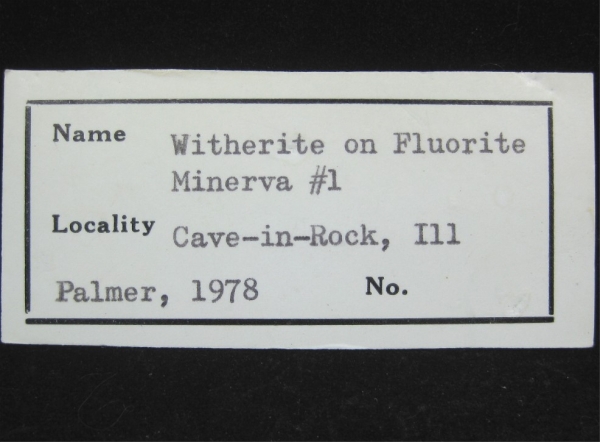 Name Witherite on Fluorite
Minerva #1
Locality Cave-in-Rock, Ill
Palmer, 1978 No.